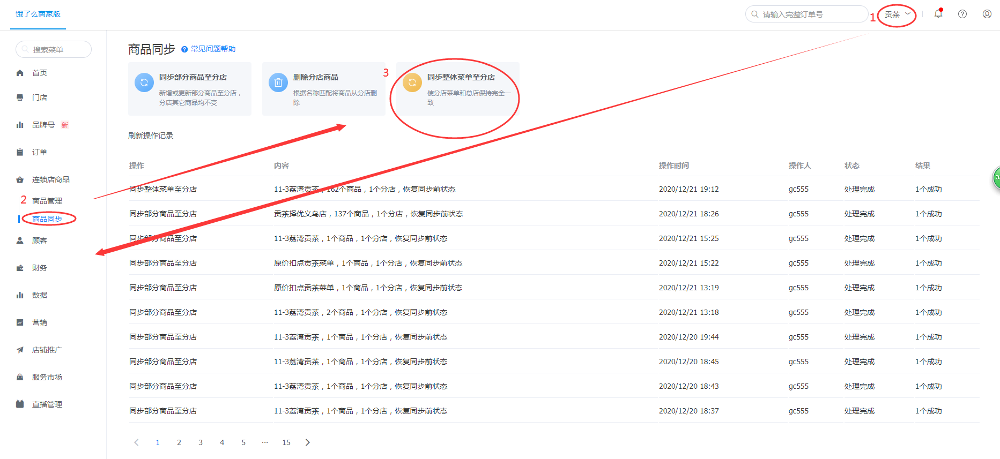 饿了么商家版
请输入完整订单号
1
贡茶
搜索菜单
首页
门店
品牌号 新
订单
连锁店商品
2
商品管理
商品同步
顾客
财务
数据
营销
店铺推广
服务市场
直播管理
商品同步 ? 常见问题帮助
同步部分商品至分店
新增或更新部分商品至分店，
分店其它商品均不变
删除分店商品
根据名称匹配将商品从分店删
除
3
同步整体菜单至分店
使分店菜单和总店保持完全一
致
刷新操作记录
操作 内容 操作时间 操作人 状态 结果
同步整体菜单至分店 11-3荔湾贡茶，162个商品，1个分店，恢复同步前状态 2020/12/21 19:12 gc555 处理完成 1个成功
同步部分商品至分店 贡茶择优义乌店，137个商品，1个分店，恢复同步前状态 2020/12/21 18:26 gc555 处理完成 1个成功
同步部分商品至分店 11-3荔湾贡茶，1个商品，1个分店，恢复同步前状态 2020/12/21 15:25 gc555 处理完成 1个成功
同步部分商品至分店 原价扣点贡茶菜单，1个商品，1个分店，恢复同步前状态 2020/12/21 15:22 gc555 处理完成 1个成功
同步部分商品至分店 原价扣点贡茶菜单，1个商品，1个分店，恢复同步前状态 2020/12/21 13:19 gc555 处理完成 1个成功
同步部分商品至分店 11-3荔湾贡茶，2个商品，1个分店，恢复同步前状态 2020/12/21 13:18 gc555 处理完成 1个成功
同步部分商品至分店 11-3荔湾贡茶，1个商品，1个分店，恢复同步前状态 2020/12/20 19:44 gc555 处理完成 1个成功
同步部分商品至分店 11-3荔湾贡茶，1个商品，1个分店，恢复同步前状态 2020/12/20 18:45 gc555 处理完成 1个成功
同步部分商品至分店 11-3荔湾贡茶，1个商品，1个分店，恢复同步前状态 2020/12/20 18:43 gc555 处理完成 1个成功
同步部分商品至分店 11-3荔湾贡茶，1个商品，1个分店，恢复同步前状态 2020/12/20 18:37 gc555 处理完成 1个成功
1 2 3 4 5 ··· 15